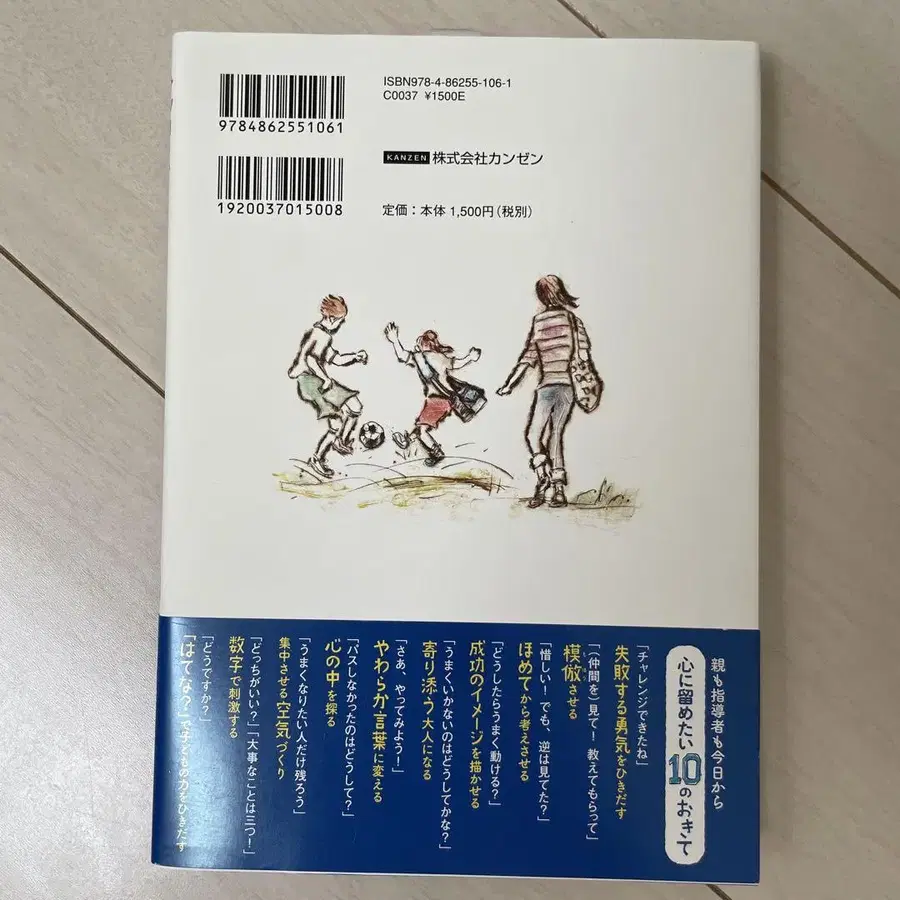 ISBN978-4-86255-106-1
C0037 ¥1500E
9784862551061
KANZEN 株式会社カンゼン
1920037015008
定価：本体 1,500円（税別）
親も指導者も今日から
心に留めたい10のおきて
「チャレンジできたね」
失敗する勇気をひきだす
「（仲間を）見て！教えてもらって」
模倣させる
「惜しい！でも、逆は見てた？」
ほめてから考えさせる
「どうしたらうまく動ける？」
成功のイメージを描かせる
「うまくいかないのはどうしてかな？」
寄り添う大人になる
「さあ、やってみよう！」
やわらか言葉に変える
「パスしなかったのはどうして？」
心の中を探る
「うまくなりたい人だけ残ろう」
集中させる空気づくり
「どっちがいい？」「大事なことは三つ！」
数字で刺激する
「どうですか？」
「はてな？」で子どもの力をひきだす